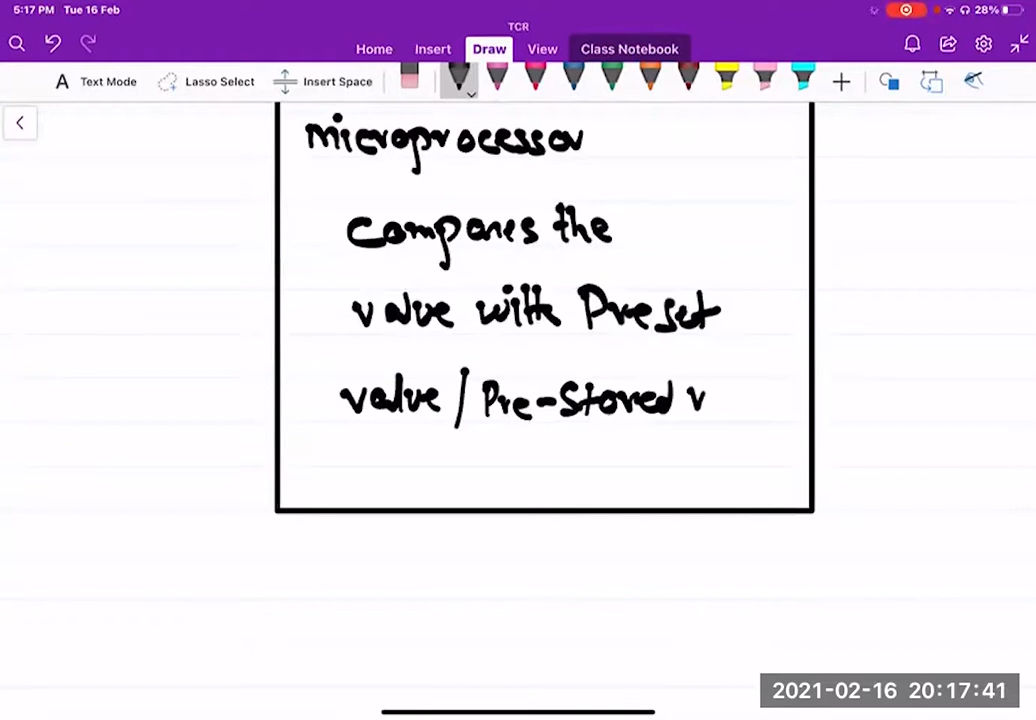 5:17 PM Tue 16 Feb
28%
TCR
Home Insert Draw View Class Notebook
A Text Mode Lasso Select Insert Space
microprocessor
compares the
value with Preset
value / Pre-Stored v
2021-02-16 20:17:41